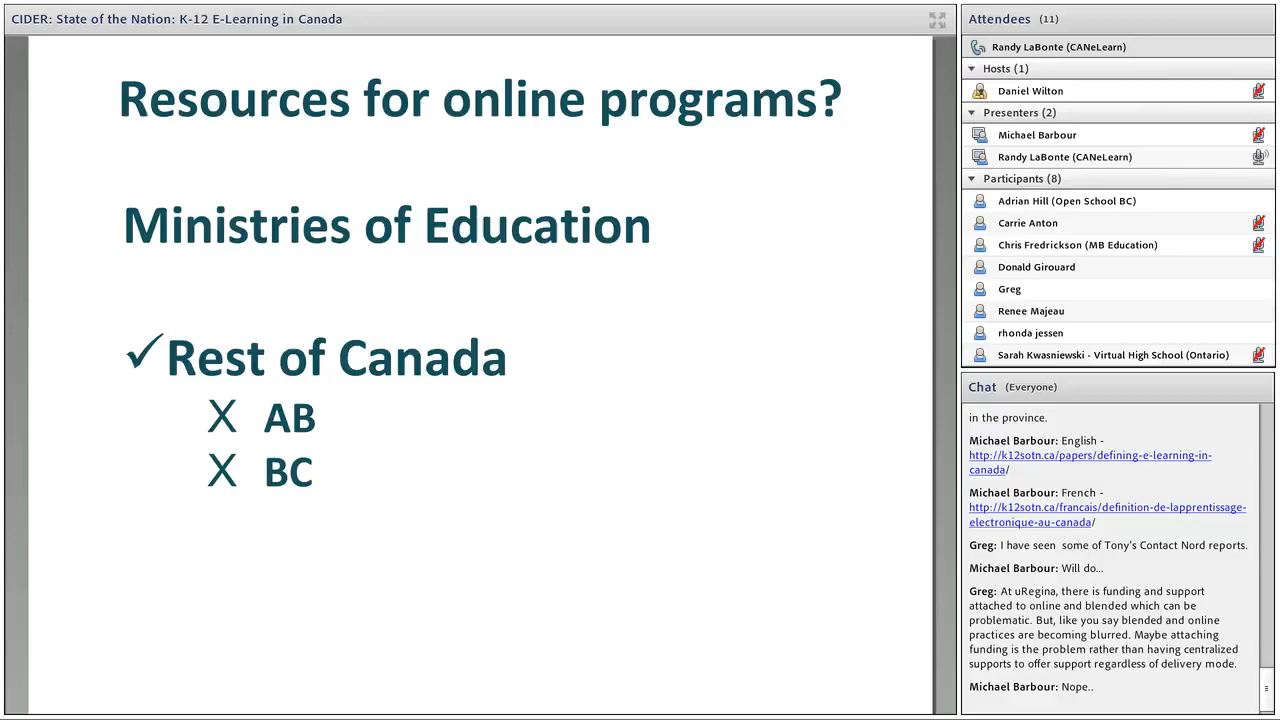 CIDER: State of the Nation: K-12 E-Learning in Canada
Resources for online programs?
Ministries of Education
✓Rest of Canada
X AB
X BC
Attendees (11)
Randy LaBonte (CANeLearn)
Hosts (1)
Daniel Wilton
Presenters (2)
Michael Barbour
Randy LaBonte (CANeLearn)
Participants (8)
Adrian Hill (Open School BC)
Carrie Anton
Chris Fredrickson (MB Education)
Donald Girouard
Greg
Renee Majeau
rhonda jessen
Sarah Kwasniewski - Virtual High School (Ontario)
Chat (Everyone)
in the province.
Michael Barbour: English -
http://k12sotn.ca/papers/defining-e-learning-in-
canada/
Michael Barbour: French -
http://k12sotn.ca/francais/definition-de-lapprentissage-
electronique-au-canada/
Greg: I have seen some of Tony's Contact Nord reports.
Michael Barbour: Will do...
Greg: At uRegina, there is funding and support
attached to online and blended which can be
problematic. But, like you say blended and online
practices are becoming blurred. Maybe attaching
funding is the problem rather than having centralized
supports to offer support regardless of delivery mode.
Michael Barbour: Nope..